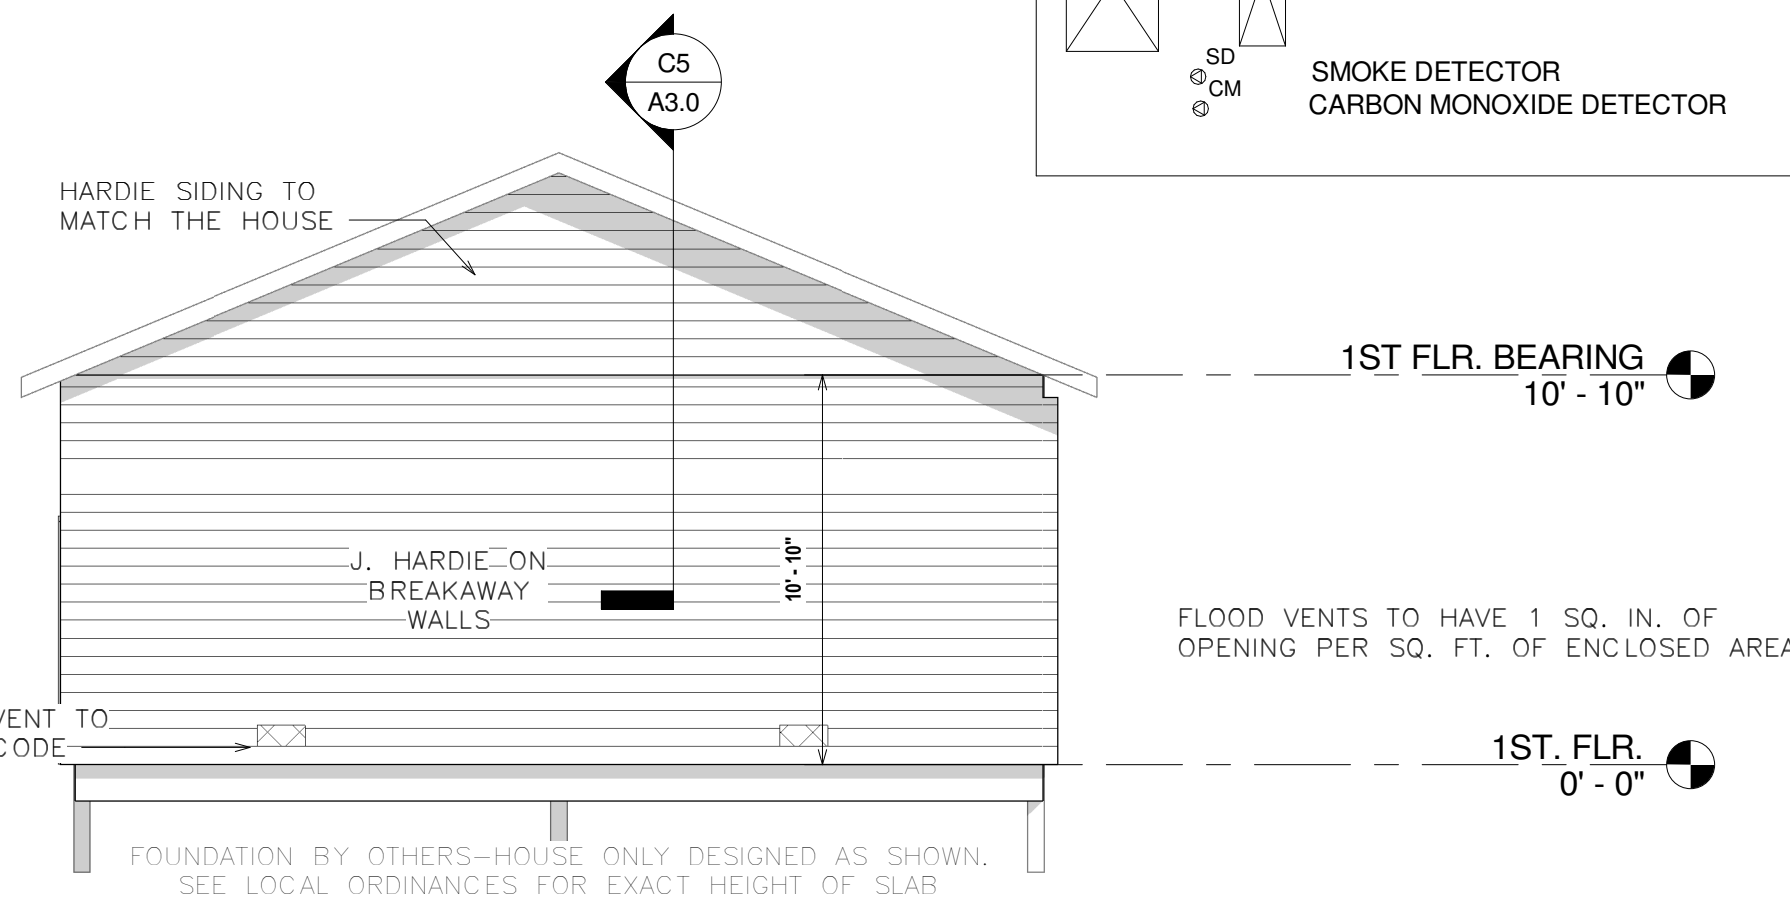 C5
A3.0
SD
CM
SMOKE DETECTOR
CARBON MONOXIDE DETECTOR
HARDIE SIDING TO
MATCH THE HOUSE
1ST FLR. BEARING
10' - 10"
J. HARDIE ON
BREAKAWAY
WALLS
10' - 10"
FLOOD VENTS TO HAVE 1 SQ. IN. OF
OPENING PER SQ. FT. OF ENCLOSED AREA
VENT TO
CODE
1ST. FLR.
0' - 0"
FOUNDATION BY OTHERS-HOUSE ONLY DESIGNED AS SHOWN.
SEE LOCAL ORDINANCES FOR EXACT HEIGHT OF SLAB